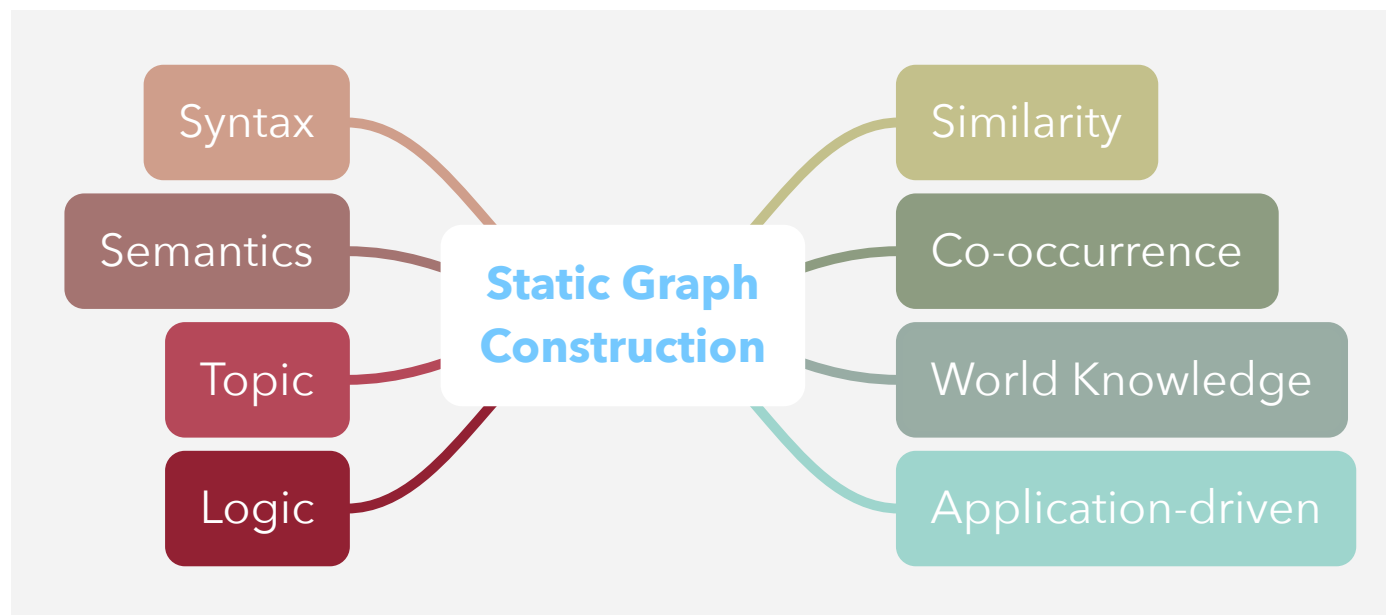 Syntax
Semantics
Topic
Logic
Static Graph
Construction
Similarity
Co-occurrence
World Knowledge
Application-driven